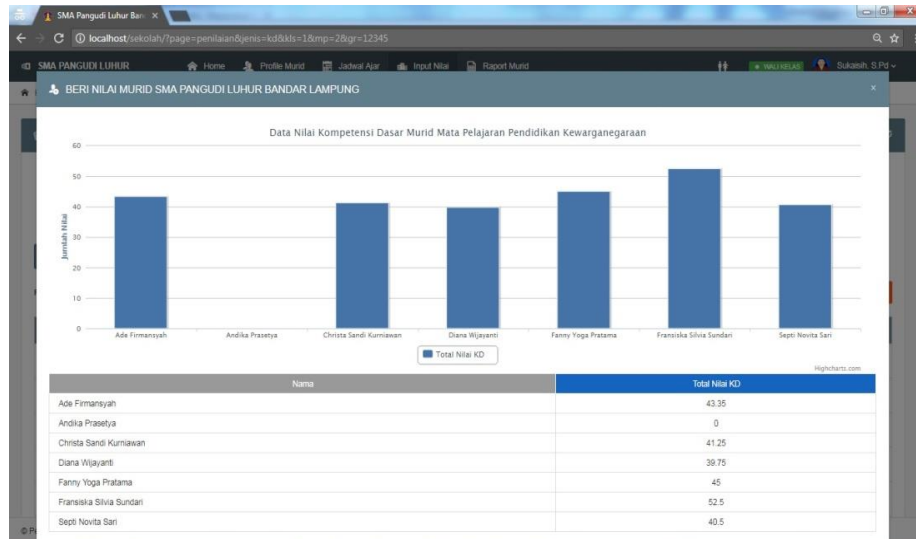 SMA Pangudi Luhur Ban
localhost/sekolah/?page=penilaian&jenis=kd&kls=1&mp=2&gr=12345
SMA PANGUDI LUHUR Home Profile Murid Jadwal Ajar Input Nilai Raport Murid WALI KELAS Sukasih, S.Pd
BERI NILAI MURID SMA PANGUDI LUHUR BANDAR LAMPUNG ×
Data Nilai Kompetensi Dasar Murid Mata Pelajaran Pendidikan Kewarganegaraan
Jumlah Nilai
60
50
40
30
20
10
0
Ade Firmansyah Andika Prasetya Christa Sandi Kurniawan Diana Wijayanti Fanny Yoga Pratama Fransiska Silvia Sundari Septi Novita Sari
Total Nilai KD
Highcharts.com
Nama Total Nilai KD
Ade Firmansyah 43.35
Andika Prasetya 0
Christa Sandi Kurniawan 41.25
Diana Wijayanti 39.75
Fanny Yoga Pratama 45
Fransiska Silvia Sundari 52.5
Septi Novita Sari 40.5